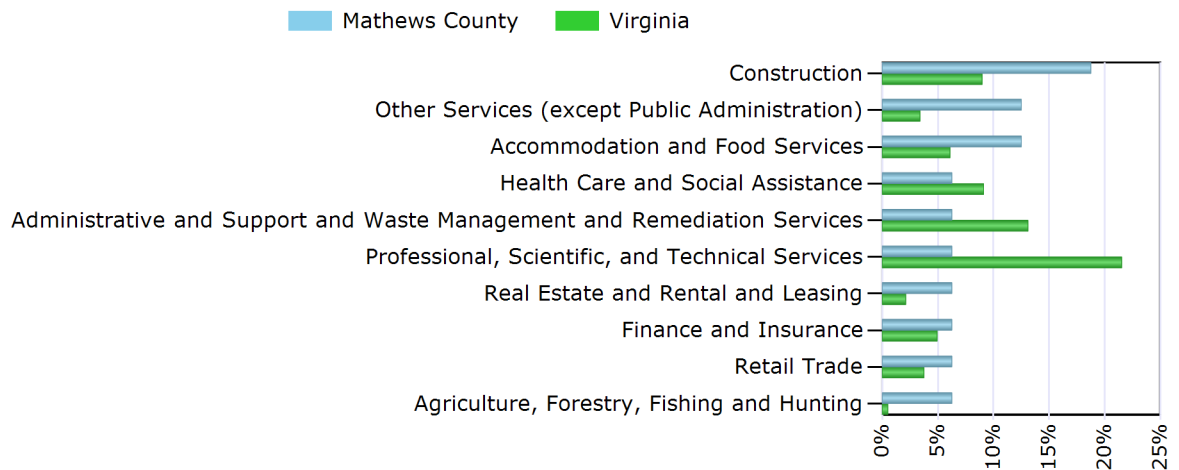 Mathews County Virginia
Construction
Other Services (except Public Administration)
Accommodation and Food Services
Health Care and Social Assistance
Administrative and Support and Waste Management and Remediation Services
Professional, Scientific, and Technical Services
Real Estate and Rental and Leasing
Finance and Insurance
Retail Trade
Agriculture, Forestry, Fishing and Hunting
0% 5% 10% 15% 20% 25%